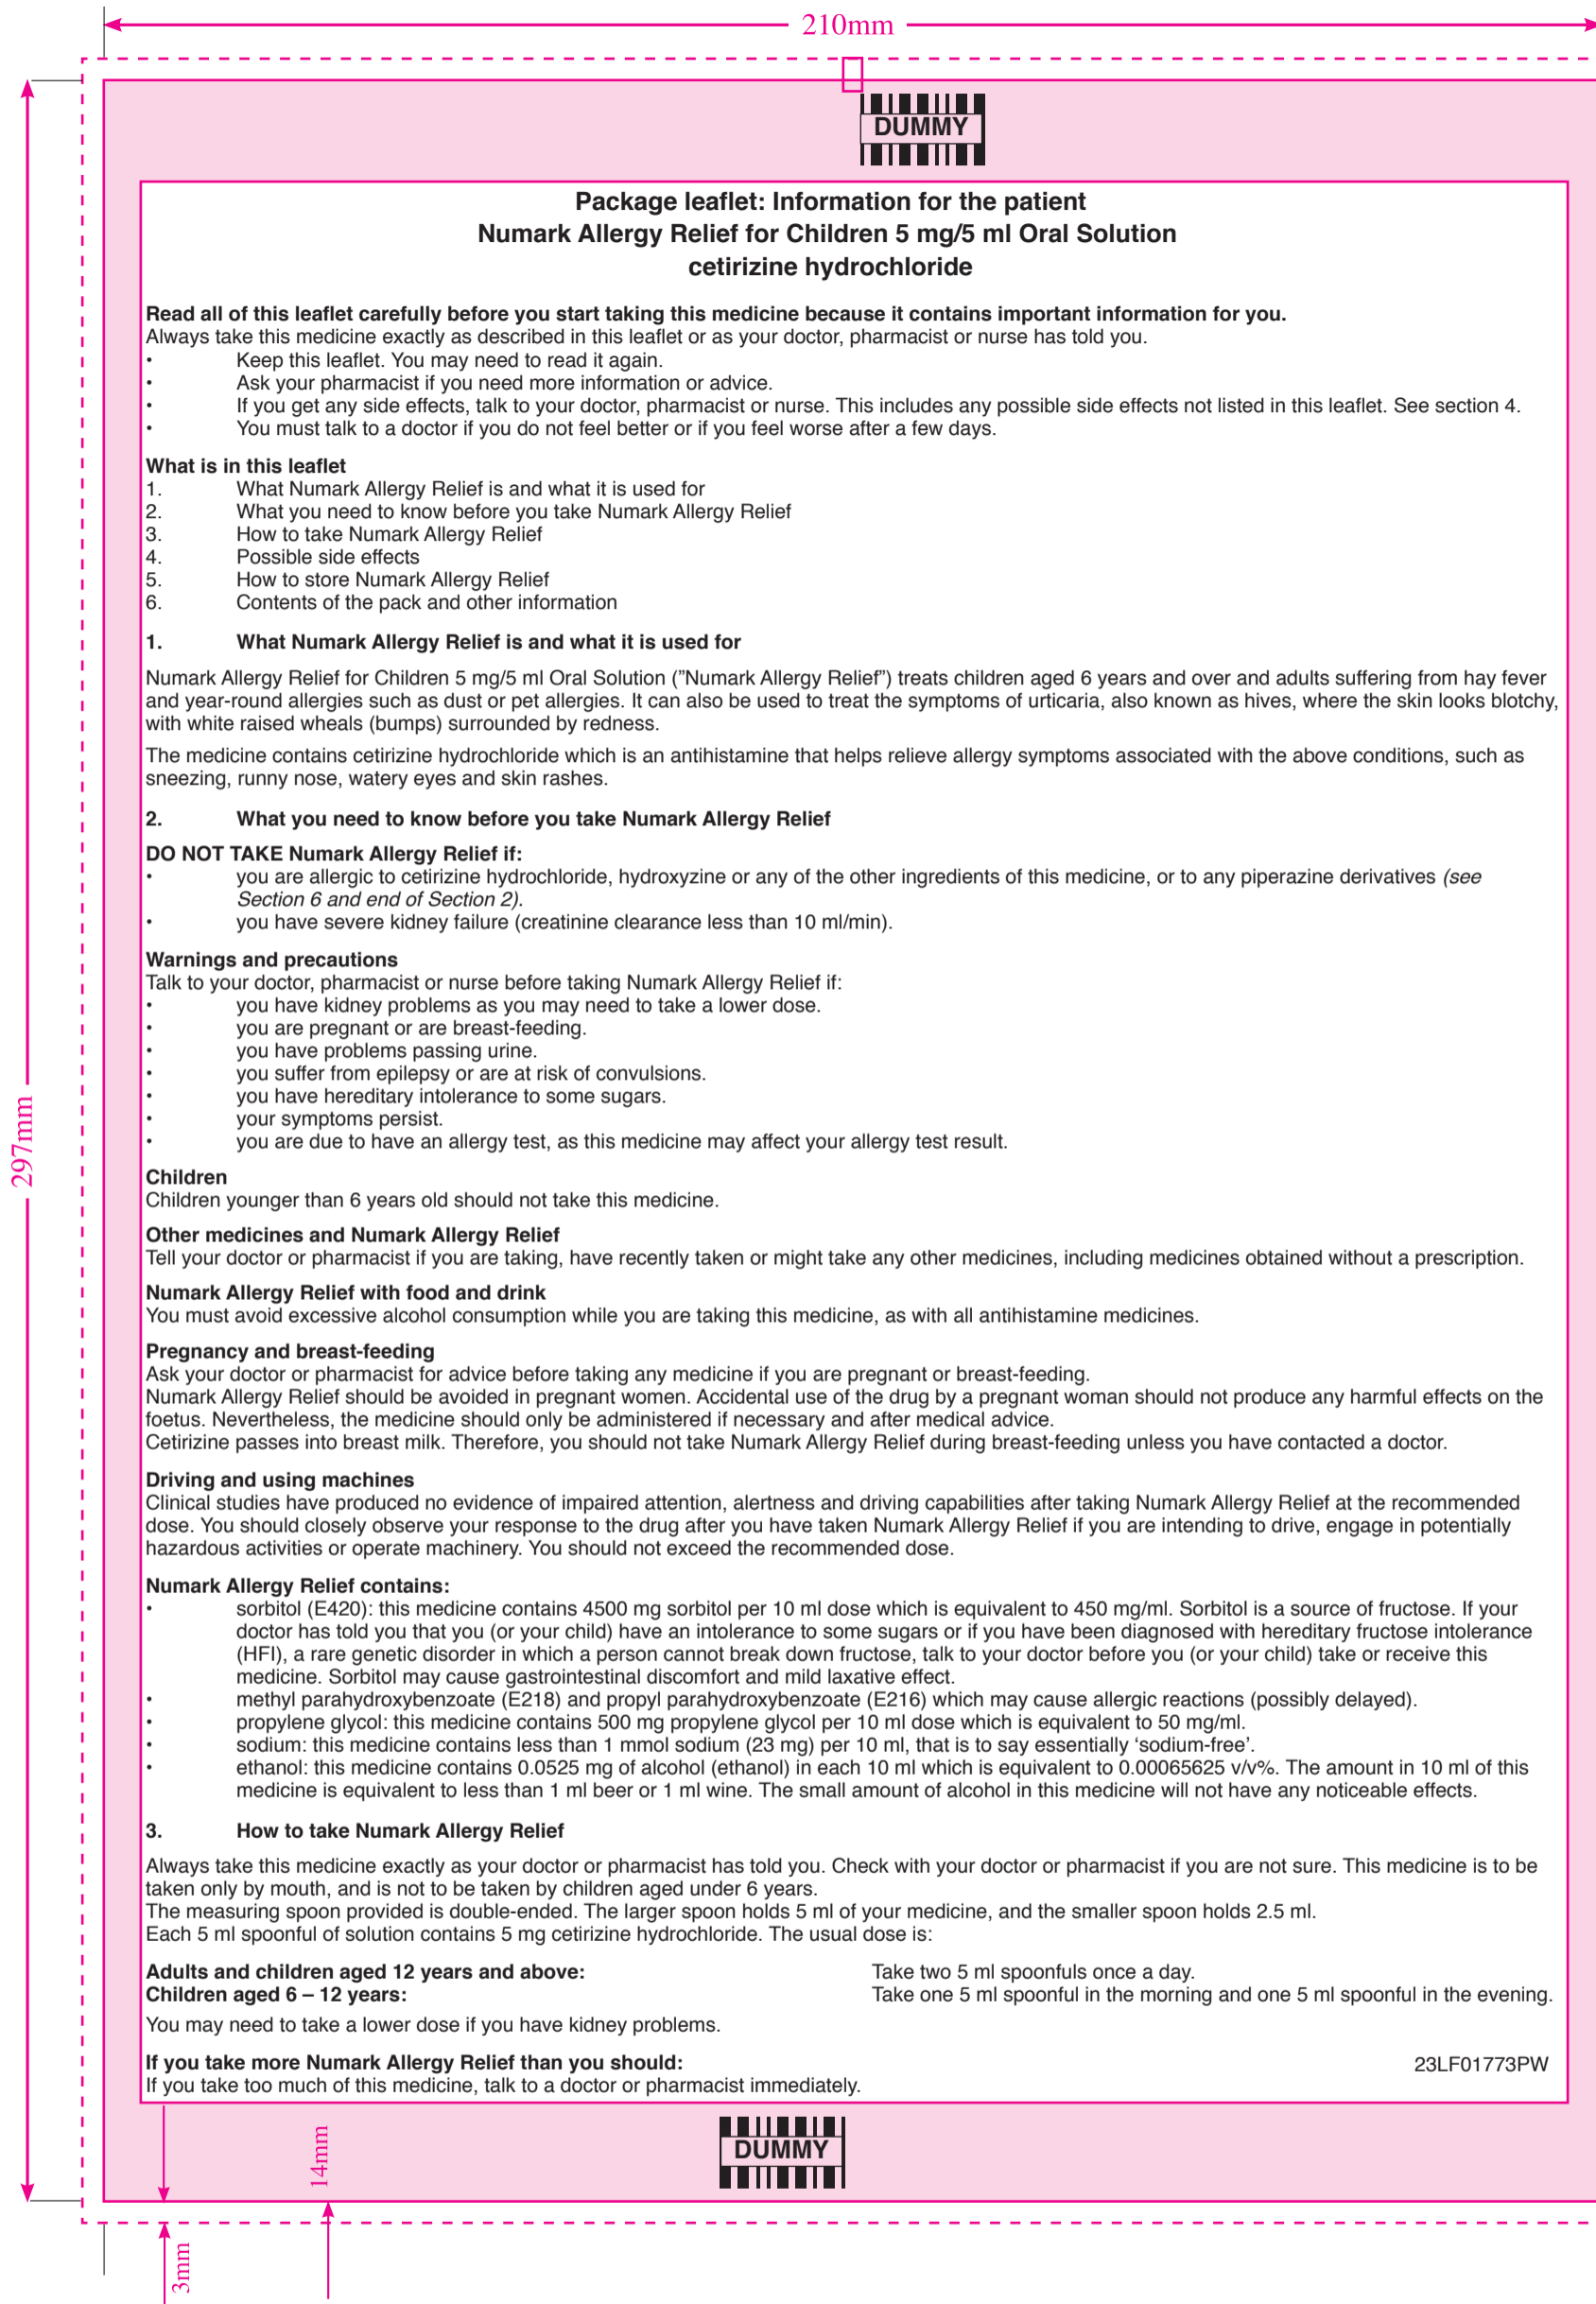 210mm
DUMMY
Package leaflet: Information for the patient
Numark Allergy Relief for Children 5 mg/5 ml Oral Solution
cetirizine hydrochloride
Read all of this leaflet carefully before you start taking this medicine because it contains important information for you.
Always take this medicine exactly as described in this leaflet or as your doctor, pharmacist or nurse has told you.
• Keep this leaflet. You may need to read it again.
• Ask your pharmacist if you need more information or advice.
• If you get any side effects, talk to your doctor, pharmacist or nurse. This includes any possible side effects not listed in this leaflet. See section 4.
• You must talk to a doctor if you do not feel better or if you feel worse after a few days.
What is in this leaflet
1. What Numark Allergy Relief is and what it is used for
2. What you need to know before you take Numark Allergy Relief
3. How to take Numark Allergy Relief
4. Possible side effects
5. How to store Numark Allergy Relief
6. Contents of the pack and other information
1. What Numark Allergy Relief is and what it is used for
Numark Allergy Relief for Children 5 mg/5 ml Oral Solution (”Numark Allergy Relief”) treats children aged 6 years and over and adults suffering from hay fever
and year-round allergies such as dust or pet allergies. It can also be used to treat the symptoms of urticaria, also known as hives, where the skin looks blotchy,
with white raised wheals (bumps) surrounded by redness.
The medicine contains cetirizine hydrochloride which is an antihistamine that helps relieve allergy symptoms associated with the above conditions, such as
sneezing, runny nose, watery eyes and skin rashes.
2. What you need to know before you take Numark Allergy Relief
DO NOT TAKE Numark Allergy Relief if:
• you are allergic to cetirizine hydrochloride, hydroxyzine or any of the other ingredients of this medicine, or to any piperazine derivatives (see
Section 6 and end of Section 2).
• you have severe kidney failure (creatinine clearance less than 10 ml/min).
Warnings and precautions
Talk to your doctor, pharmacist or nurse before taking Numark Allergy Relief if:
• you have kidney problems as you may need to take a lower dose.
• you are pregnant or are breast-feeding.
• you have problems passing urine.
• you suffer from epilepsy or are at risk of convulsions.
• you have hereditary intolerance to some sugars.
• your symptoms persist.
• you are due to have an allergy test, as this medicine may affect your allergy test result.
Children
Children younger than 6 years old should not take this medicine.
Other medicines and Numark Allergy Relief
Tell your doctor or pharmacist if you are taking, have recently taken or might take any other medicines, including medicines obtained without a prescription.
Numark Allergy Relief with food and drink
You must avoid excessive alcohol consumption while you are taking this medicine, as with all antihistamine medicines.
Pregnancy and breast-feeding
Ask your doctor or pharmacist for advice before taking any medicine if you are pregnant or breast-feeding.
Numark Allergy Relief should be avoided in pregnant women. Accidental use of the drug by a pregnant woman should not produce any harmful effects on the
foetus. Nevertheless, the medicine should only be administered if necessary and after medical advice.
Cetirizine passes into breast milk. Therefore, you should not take Numark Allergy Relief during breast-feeding unless you have contacted a doctor.
Driving and using machines
Clinical studies have produced no evidence of impaired attention, alertness and driving capabilities after taking Numark Allergy Relief at the recommended
dose. You should closely observe your response to the drug after you have taken Numark Allergy Relief if you are intending to drive, engage in potentially
hazardous activities or operate machinery. You should not exceed the recommended dose.
Numark Allergy Relief contains:
• sorbitol (E420): this medicine contains 4500 mg sorbitol per 10 ml dose which is equivalent to 450 mg/ml. Sorbitol is a source of fructose. If your
doctor has told you that you (or your child) have an intolerance to some sugars or if you have been diagnosed with hereditary fructose intolerance
(HFI), a rare genetic disorder in which a person cannot break down fructose, talk to your doctor before you (or your child) take or receive this
medicine. Sorbitol may cause gastrointestinal discomfort and mild laxative effect.
• methyl parahydroxybenzoate (E218) and propyl parahydroxybenzoate (E216) which may cause allergic reactions (possibly delayed).
• propylene glycol: this medicine contains 500 mg propylene glycol per 10 ml dose which is equivalent to 50 mg/ml.
• sodium: this medicine contains less than 1 mmol sodium (23 mg) per 10 ml, that is to say essentially ‘sodium-free’.
• ethanol: this medicine contains 0.0525 mg of alcohol (ethanol) in each 10 ml which is equivalent to 0.00065625 v/v%. The amount in 10 ml of this
medicine is equivalent to less than 1 ml beer or 1 ml wine. The small amount of alcohol in this medicine will not have any noticeable effects.
3. How to take Numark Allergy Relief
Always take this medicine exactly as your doctor or pharmacist has told you. Check with your doctor or pharmacist if you are not sure. This medicine is to be
taken only by mouth, and is not to be taken by children aged under 6 years.
The measuring spoon provided is double-ended. The larger spoon holds 5 ml of your medicine, and the smaller spoon holds 2.5 ml.
Each 5 ml spoonful of solution contains 5 mg cetirizine hydrochloride. The usual dose is:
Adults and children aged 12 years and above: Take two 5 ml spoonfuls once a day.
Children aged 6 – 12 years: Take one 5 ml spoonful in the morning and one 5 ml spoonful in the evening.
You may need to take a lower dose if you have kidney problems.
If you take more Numark Allergy Relief than you should:
If you take too much of this medicine, talk to a doctor or pharmacist immediately.
23LF01773PW
297mm
DUMMY
14mm
3mm